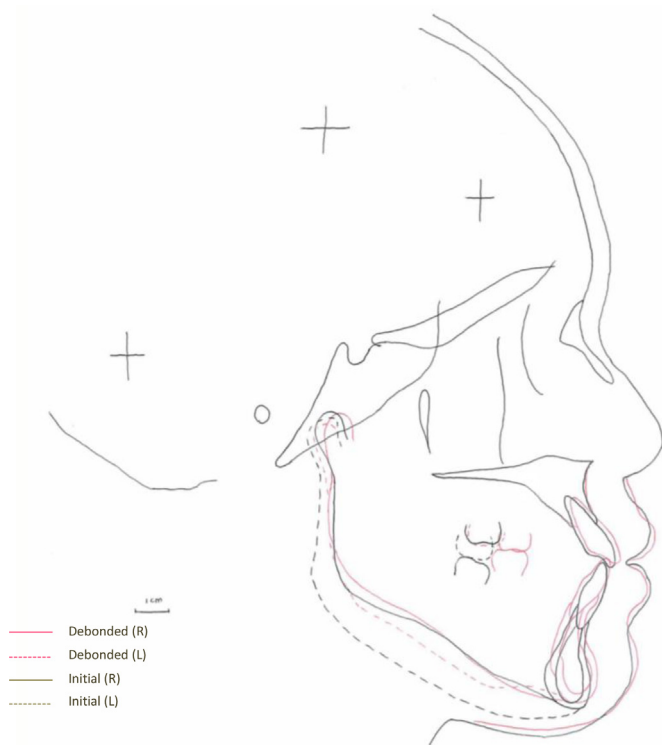 1 cm
Debonded (R)
Debonded (L)
Initial (R)
Initial (L)